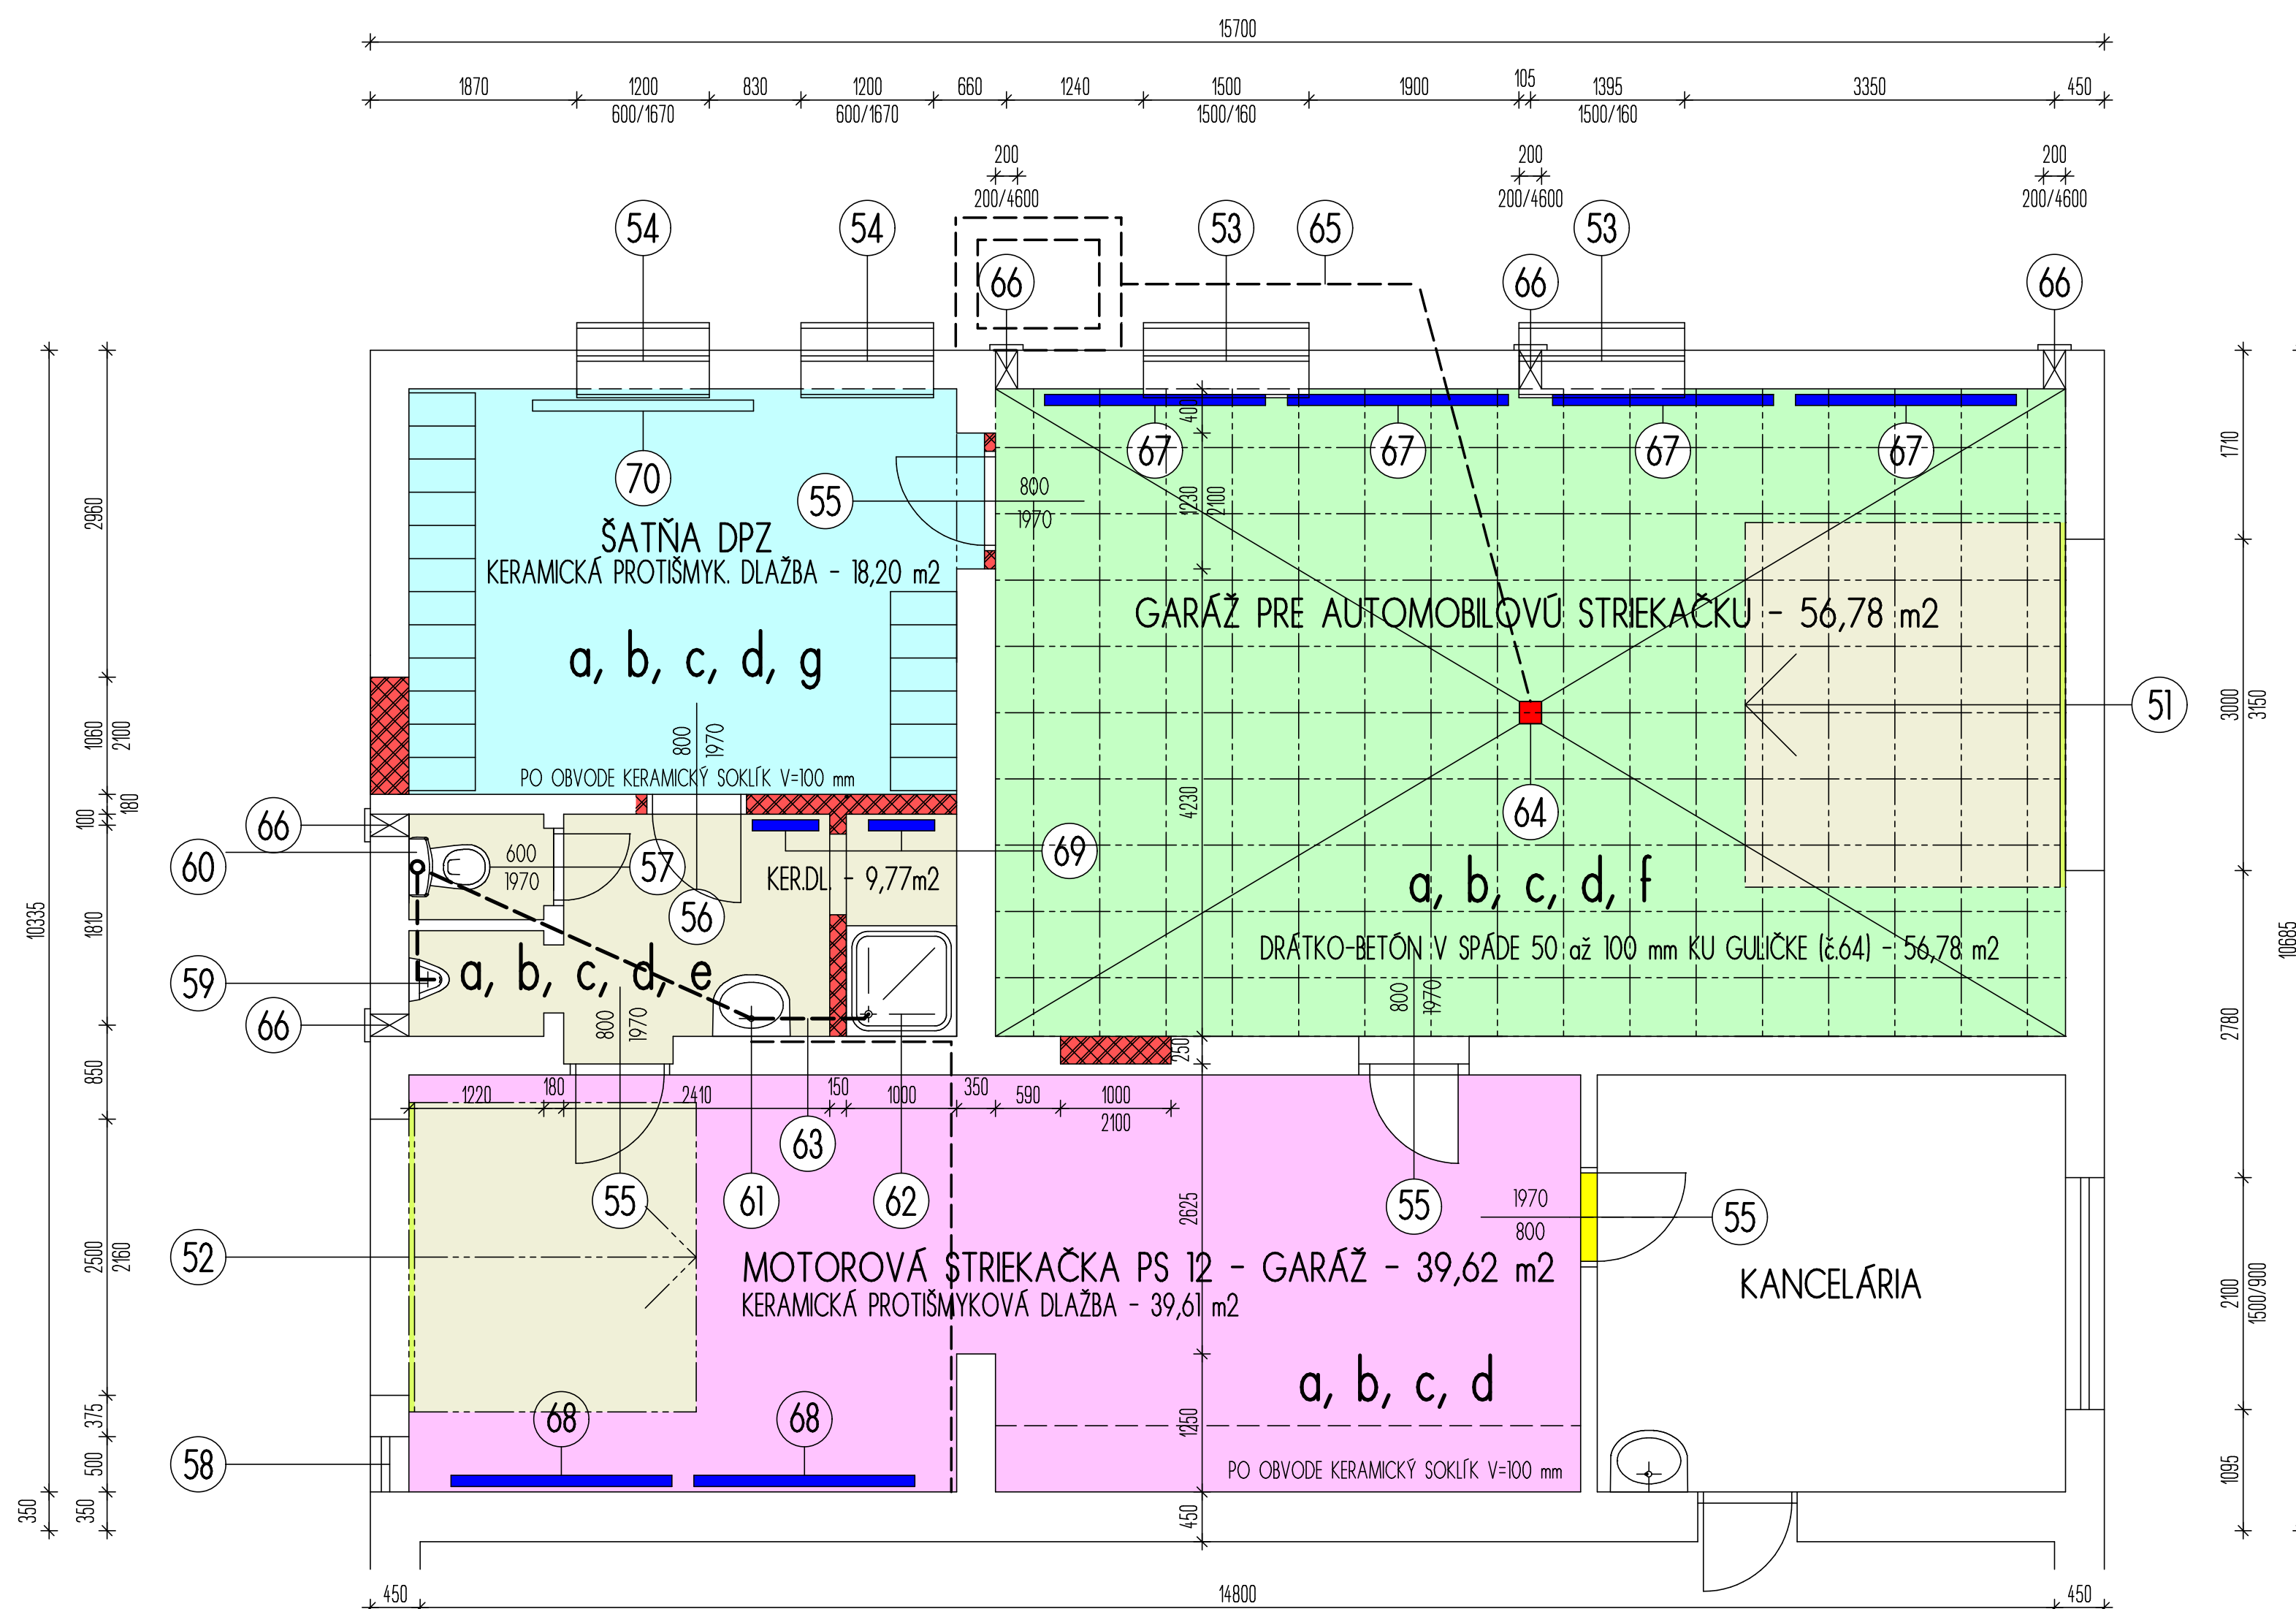 15700
1870 1200 830 1200 660 1240 1500 1900 105 1395 3350 450
600/1670 600/1670 1500/160 1500/160
200 200 200
200/4600 200/4600 200/4600
54 54 53 65 53
66 66 66
67 67 67 67
400
70 55
800
1970
1230 2100
ŠATŇA DPZ
KERAMICKÁ PROTIŠMYK. DLAŽBA - 18,20 m2
a, b, c, d, g
800 1970
PO OBVODE KERAMICKÝ SOKLÍK V=100 mm
GARÁŽ PRE AUTOMOBILOVÚ STRIEKAČKU - 56,78 m2
51
64
4230
a, b, c, d, f
DRÁTKO-BETÓN V SPÁDE 50 až 100 mm KU GULIČKE (č.64) - 56,78 m2
800 1970
66
60
600
1970
57
56
KER.DL. - 9,77m2
69
59
a, b, c, d, e
66
800 1970
250
1220 180 2410 150 1000 350 590 1000
2100
63
55 61 62 55
2625
1970
800
55
52
MOTOROVÁ STRIEKAČKA PS 12 - GARÁŽ - 39,62 m2
KERAMICKÁ PROTIŠMYKOVÁ DLAŽBA - 39,61 m2
KANCELÁRIA
a, b, c, d
68 68
1250
58
PO OBVODE KERAMICKÝ SOKLÍK V=100 mm
450
10335
350
2960
1060 2100
100 180
1810
850
2500 2160
375
500
350
1710
3000 3150
2780
2100 1500/900
1095
10685
450 14800 450